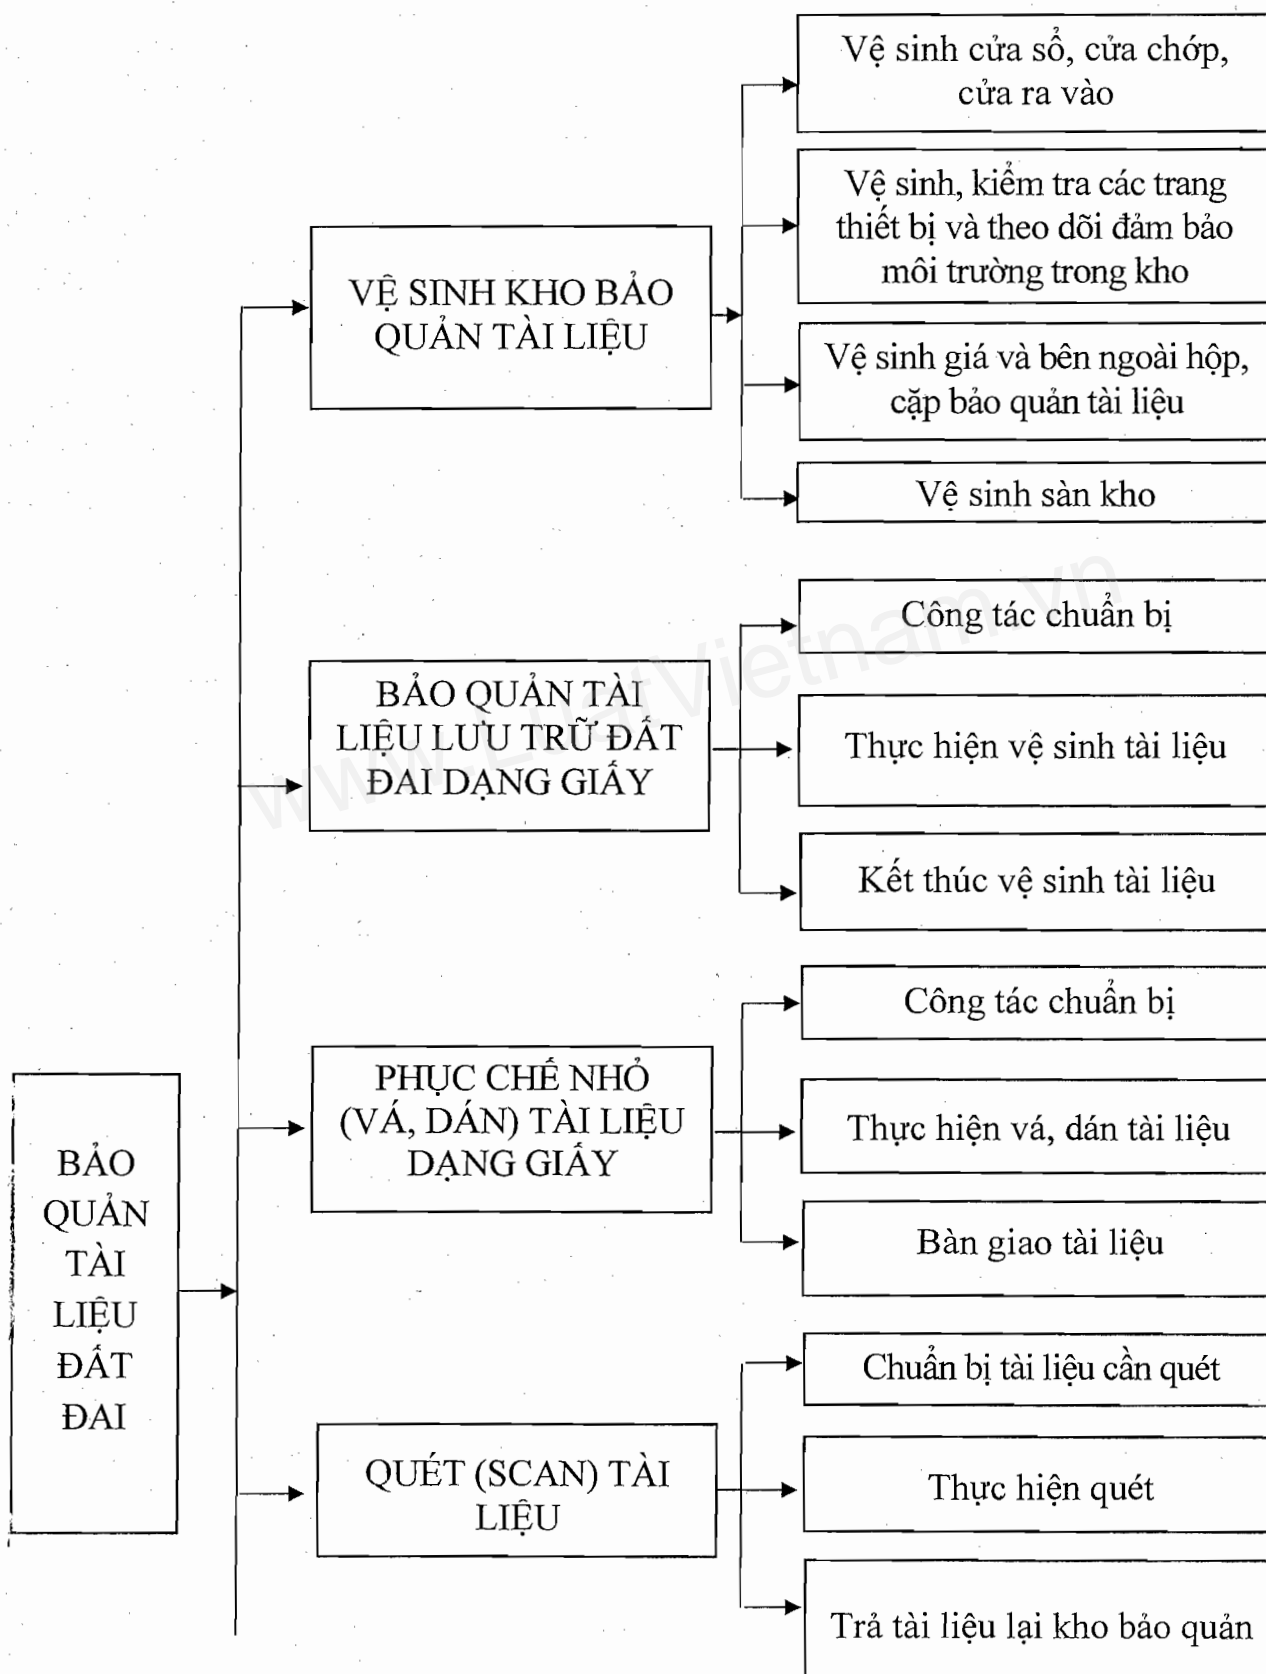 Vệ sinh cửa sổ, cửa chớp,
cửa ra vào
Vệ sinh, kiểm tra các trang
thiết bị và theo dõi đảm bảo
môi trường trong kho
VỆ SINH KHO BẢO
QUẢN TÀI LIỆU
Vệ sinh giá và bên ngoài hộp,
cặp bảo quản tài liệu
Vệ sinh sàn kho
Công tác chuẩn bị
BẢO QUẢN TÀI
LIỆU LƯU TRỮ ĐẤT
ĐAI DẠNG GIẤY
Thực hiện vệ sinh tài liệu
Kết thúc vệ sinh tài liệu
www.LuatVietnam.vn
Công tác chuẩn bị
PHỤC CHẾ NHỎ
(VÁ, DÁN) TÀI LIỆU
DẠNG GIẤY
Thực hiện vá, dán tài liệu
Bàn giao tài liệu
BẢO
QUẢN
TÀI
LIỆU
ĐẤT
ĐAI
Chuẩn bị tài liệu cần quét
QUÉT (SCAN) TÀI
LIỆU
Thực hiện quét
Trả tài liệu lại kho bảo quản